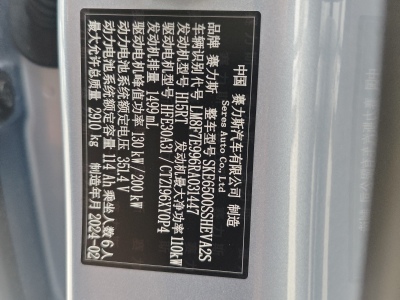 中国 赛力斯汽车有限公司 制造
Seres Auto Co., Ltd
品牌 赛力斯 整车型号 SKE6500SSHEVA2S
车辆识别代号 LM8F7E996RA031447
发动机型号 H15RT 发动机最大净功率 110kW
驱动电机型号 HFE30A31/CTZ196XY0P4
发动机排量 1499 mL
驱动电机峰值功率 130 kW/200 kW
动力电池系统额定电压 351.4 V
动力电池系统额定容量 114 Ah 乘坐人数 6 人
最大允许总质量 2910 kg 制造年月 2024-02